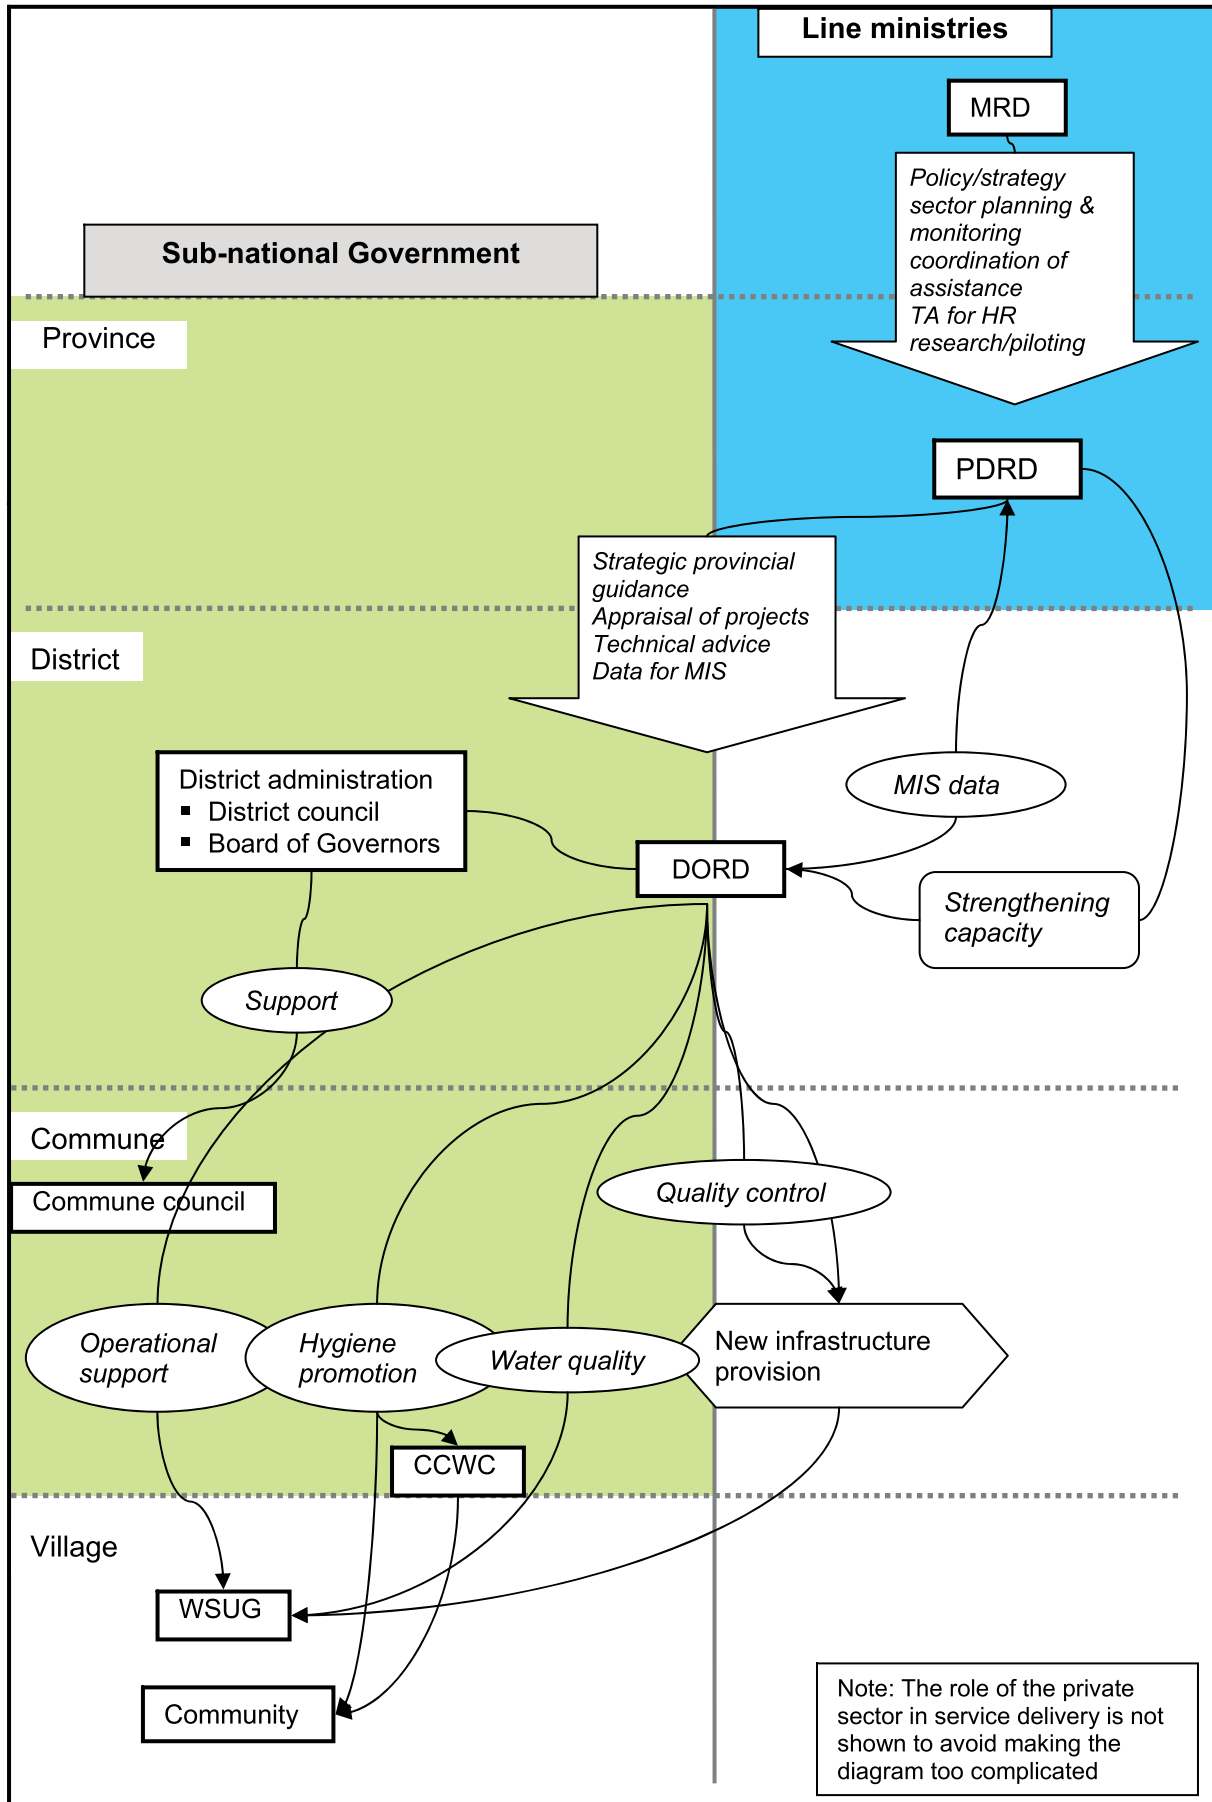 Line ministries
MRD
Policy/strategy
sector planning &
monitoring
coordination of
assistance
TA for HR
research/piloting
Sub-national Government
Province
PDRD
Strategic provincial
guidance
Appraisal of projects
Technical advice
Data for MIS
District
District administration
▪ District council
▪ Board of Governors
MIS data
DORD
Strengthening
capacity
Support
Commune
Commune council
Quality control
Operational
support
Hygiene
promotion
Water quality
New infrastructure
provision
CCWC
Village
WSUG
Community
Note: The role of the private
sector in service delivery is not
shown to avoid making the
diagram too complicated